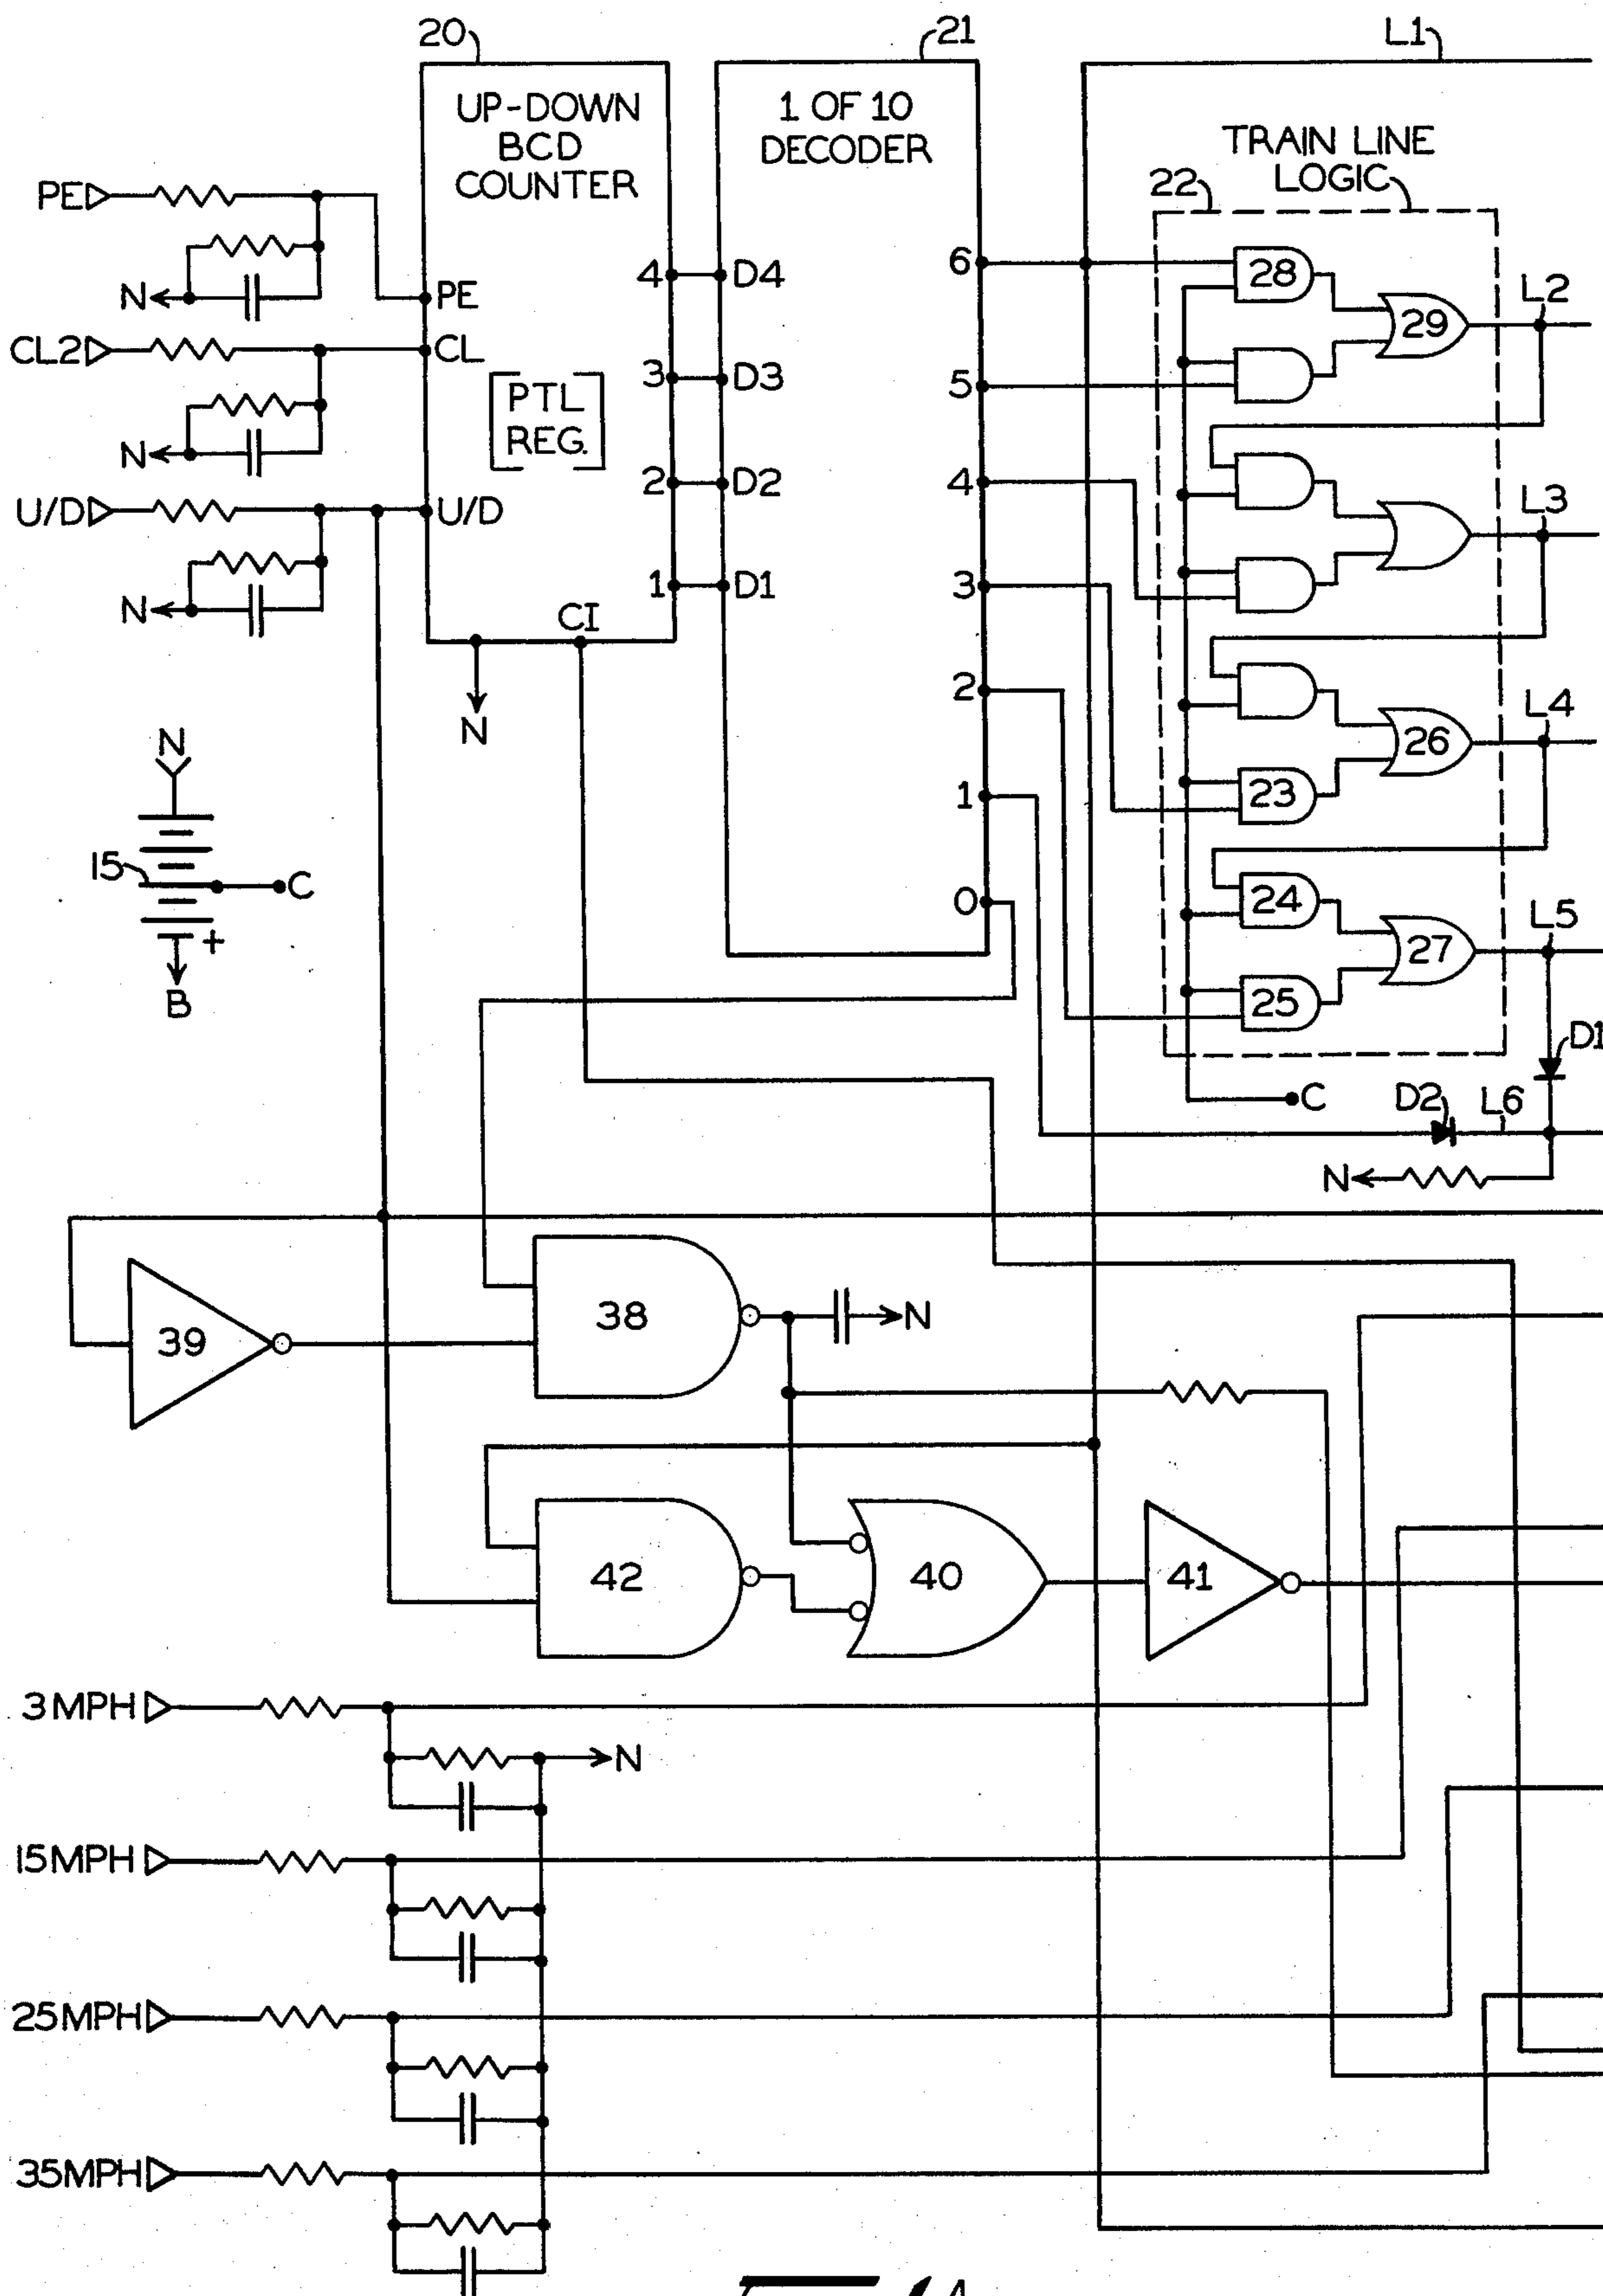 20
21
L1
UP-DOWN
BCD
COUNTER
1 OF 10
DECODER
TRAIN LINE
LOGIC
22
PE
N
PE
CL2
CL
N
[PTL
REG.]
U/D
U/D
N
CI
N
4
D4
3
D3
2
D2
1
D1
6
5
4
3
2
1
0
28
29
L2
L3
26
L4
23
24
27
L5
25
D1
C
D2
L6
N
N
15
C
+
B
39
38
N
42
40
41
3MPH
N
15MPH
25MPH
35MPH